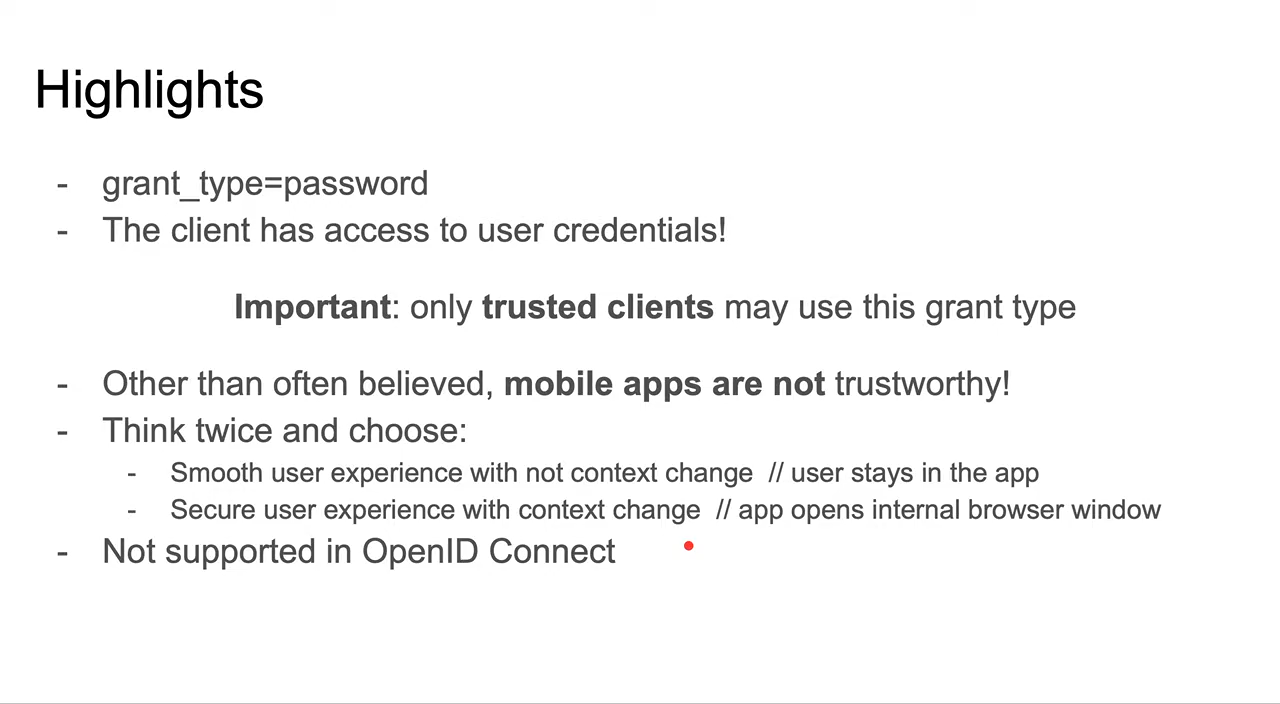 Highlights
- grant_type=password
- The client has access to user credentials!
Important: only trusted clients may use this grant type
- Other than often believed, mobile apps are not trustworthy!
- Think twice and choose:
- Smooth user experience with not context change // user stays in the app
- Secure user experience with context change // app opens internal browser window
- Not supported in OpenID Connect